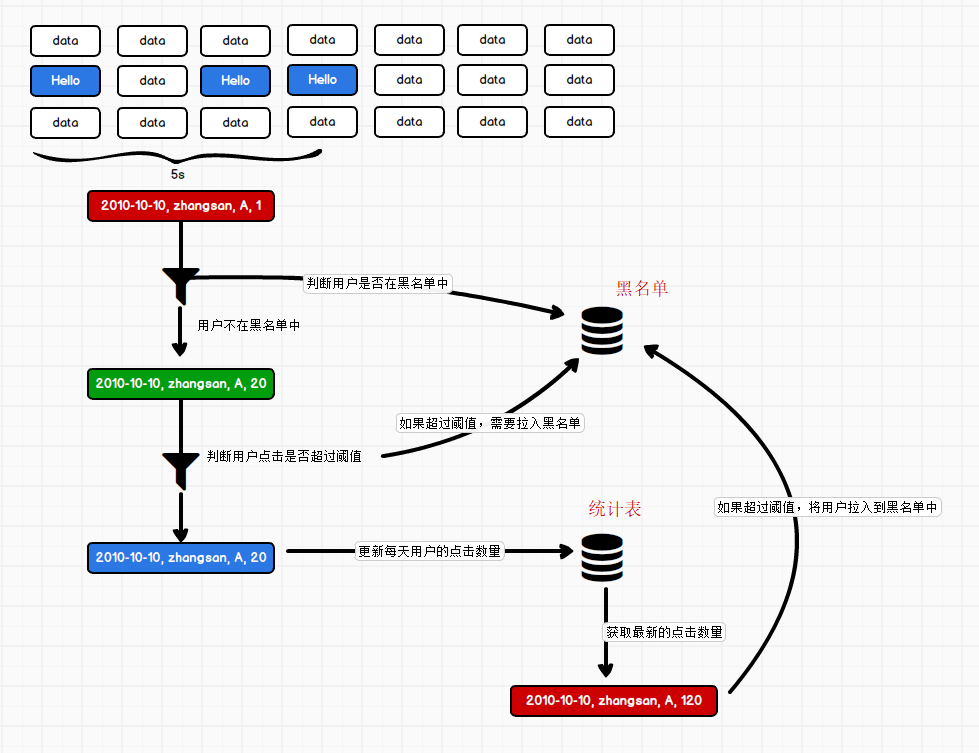 data data data data data data data
Hello data Hello Hello data data data
data data data data data data data
5s
2010-10-10, zhangsan, A, 1
判断用户是否在黑名单中
黑名单
用户不在黑名单中
2010-10-10, zhangsan, A, 20
如果超过阈值，需要拉入黑名单
判断用户点击是否超过阈值
统计表
如果超过阈值，将用户拉入到黑名单中
2010-10-10, zhangsan, A, 20
更新每天用户的点击数量
获取最新的点击数量
2010-10-10, zhangsan, A, 120